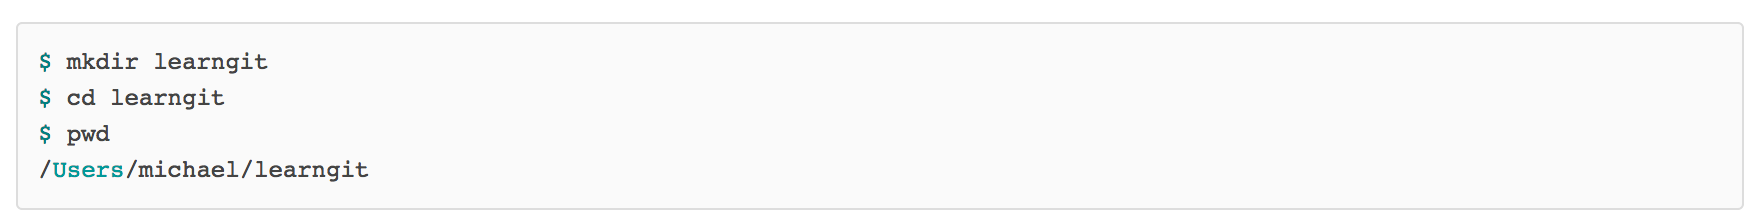 $ mkdir learngit
$ cd learngit
$ pwd
/Users/michael/learngit